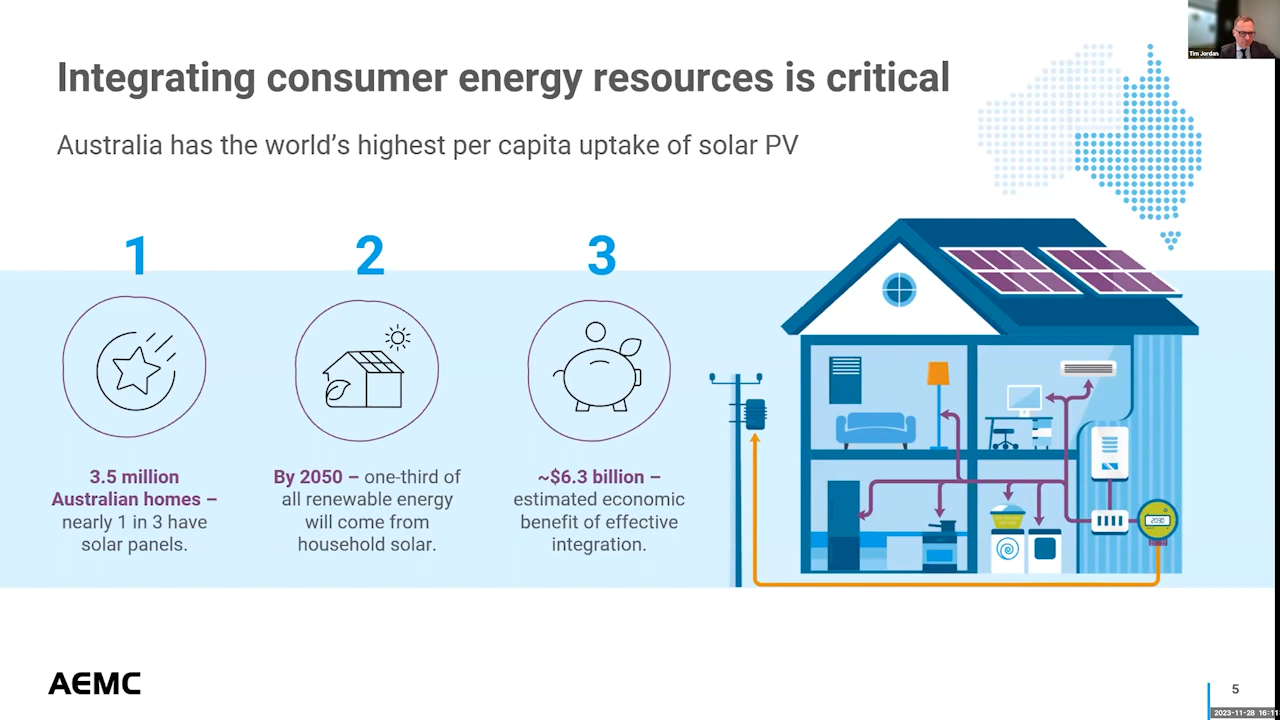 Integrating consumer energy resources is critical
Tim Jordan
Australia has the world’s highest per capita uptake of solar PV
1
2
3
3.5 million
Australian homes –
nearly 1 in 3 have
solar panels.
By 2050 – one-third of
all renewable energy
will come from
household solar.
~$6.3 billion –
estimated economic
benefit of effective
integration.
2030
AEMC
5
2023-11-28 16:11